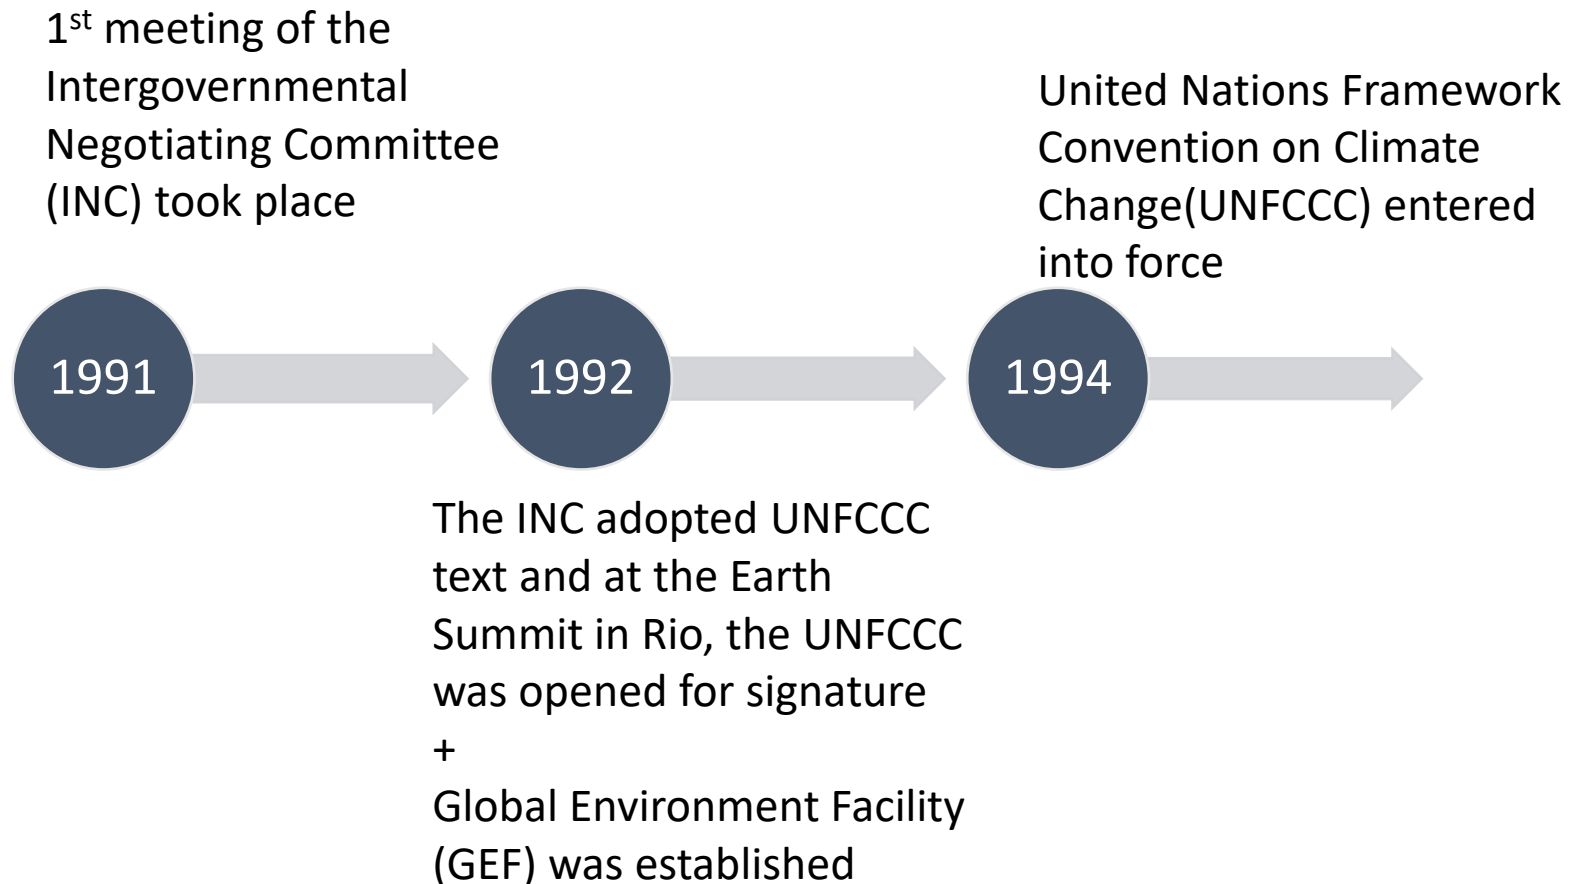 1st meeting of the
Intergovernmental
Negotiating Committee
(INC) took place
United Nations Framework
Convention on Climate
Change(UNFCCC) entered
into force
1991
1992
1994
The INC adopted UNFCCC
text and at the Earth
Summit in Rio, the UNFCCC
was opened for signature
+
Global Environment Facility
(GEF) was established